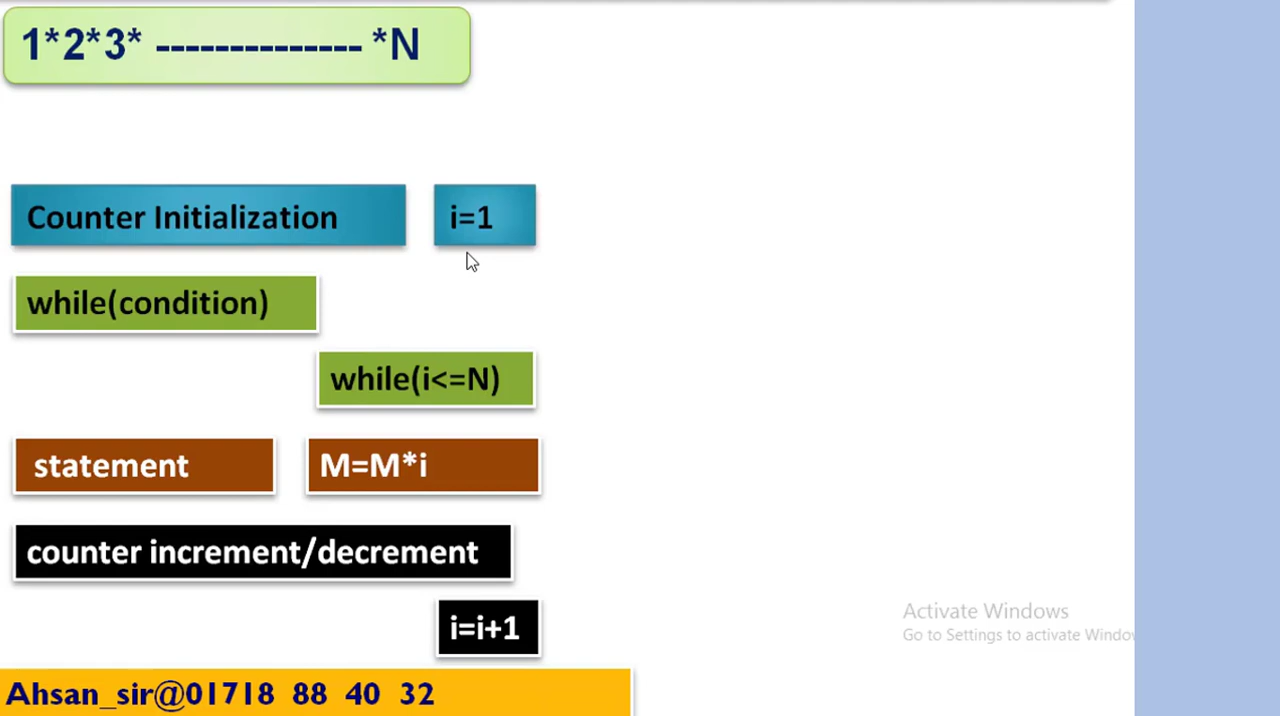 1*2*3* -------------- *N
Counter Initialization
i=1
while(condition)
while(i<=N)
statement
M=M*i
counter increment/decrement
i=i+1
Activate Windows
Go to Settings to activate Windo
Ahsan_sir@01718 88 40 32